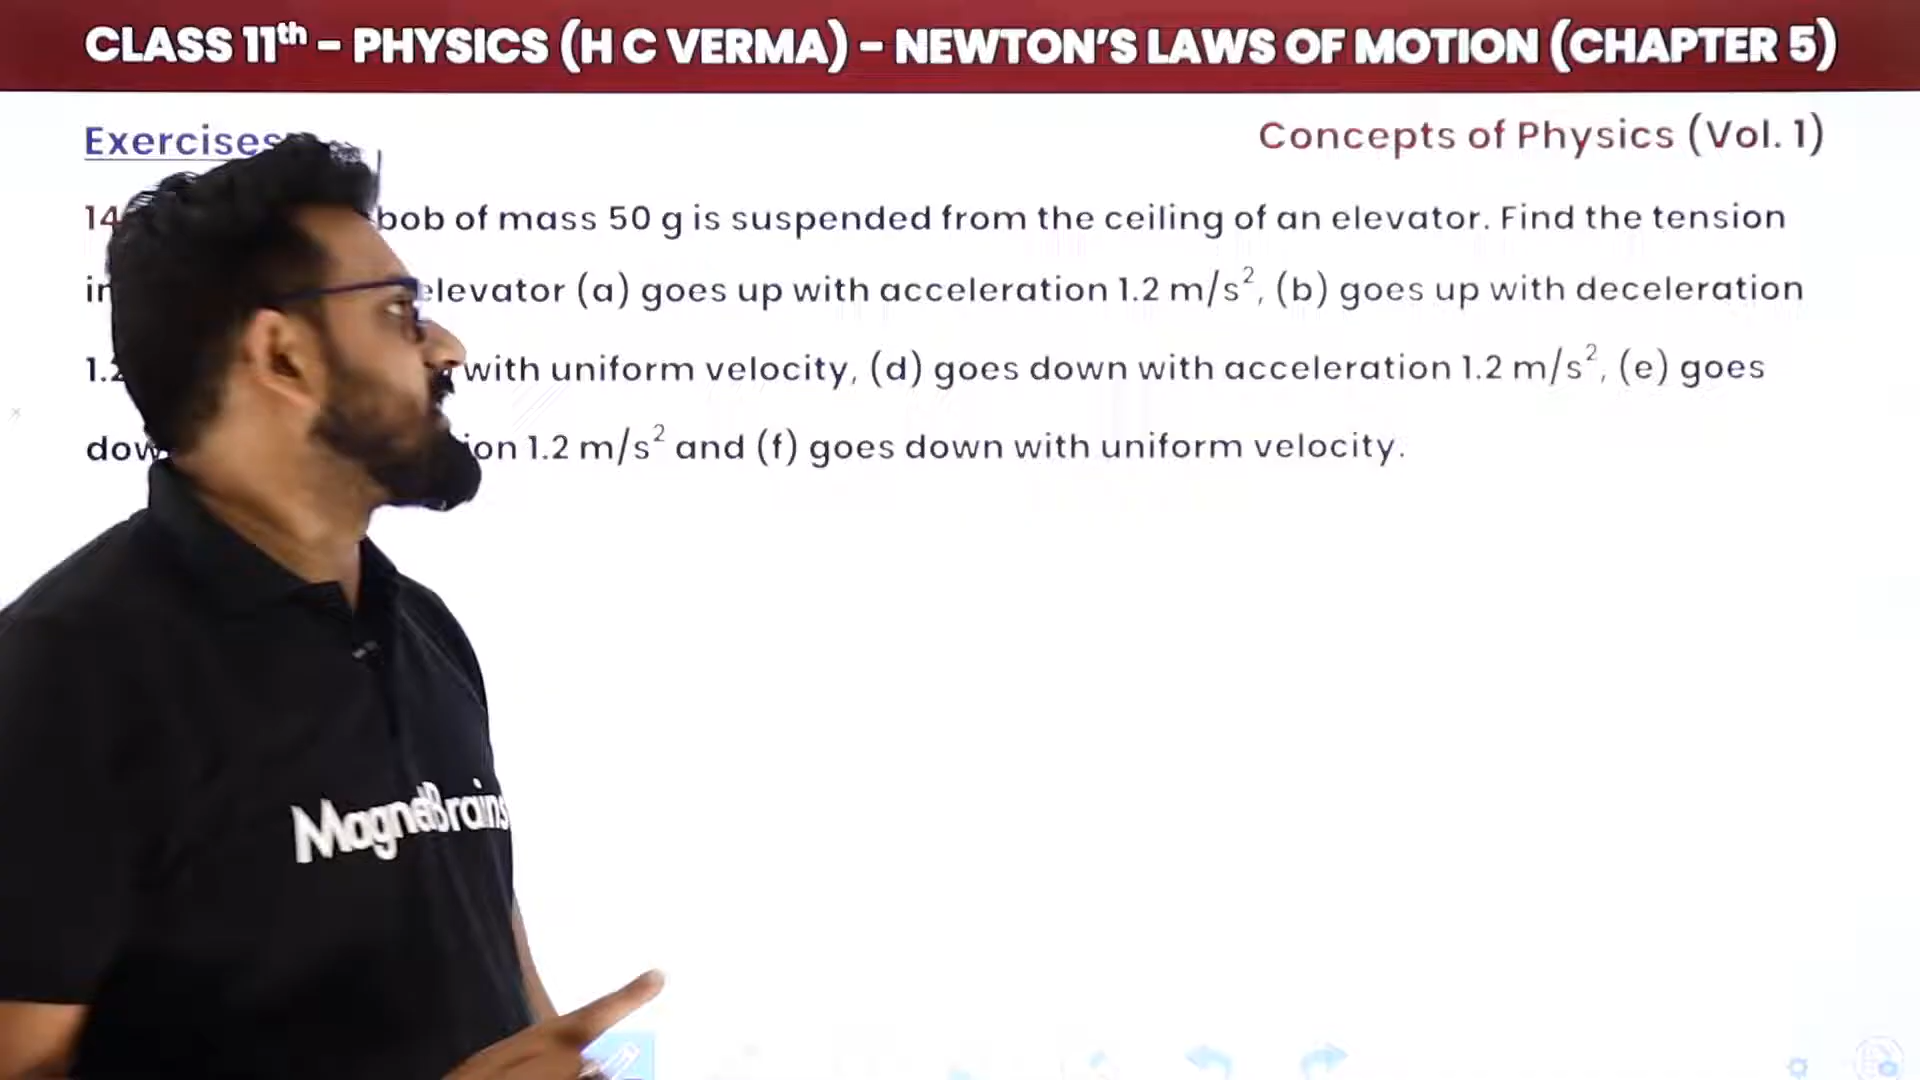 CLASS 11th – PHYSICS (H C VERMA) – NEWTON'S LAWS OF MOTION (CHAPTER 5)
Exercises
Concepts of Physics (Vol. 1)
14 bob of mass 50 g is suspended from the ceiling of an elevator. Find the tension
elevator (a) goes up with acceleration 1.2 m/s², (b) goes up with deceleration
with uniform velocity, (d) goes down with acceleration 1.2 m/s², (e) goes
1.2 m/s² and (f) goes down with uniform velocity.
MagnetBrains